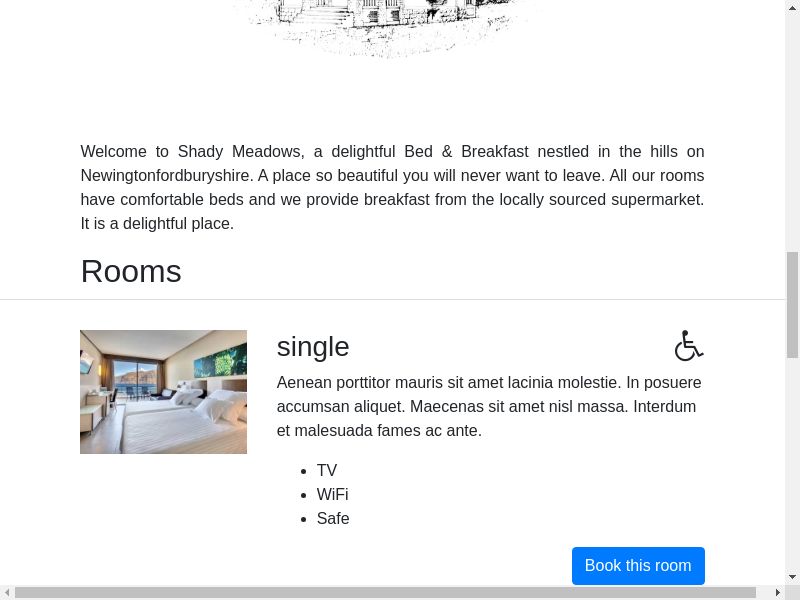 Welcome to Shady Meadows, a delightful Bed & Breakfast nestled in the hills on
Newingtonfordburyshire. A place so beautiful you will never want to leave. All our rooms
have comfortable beds and we provide breakfast from the locally sourced supermarket.
It is a delightful place.
Rooms
single
Aenean porttitor mauris sit amet lacinia molestie. In posuere
accumsan aliquet. Maecenas sit amet nisl massa. Interdum
et malesuada fames ac ante.
TV
WiFi
Safe
Book this room